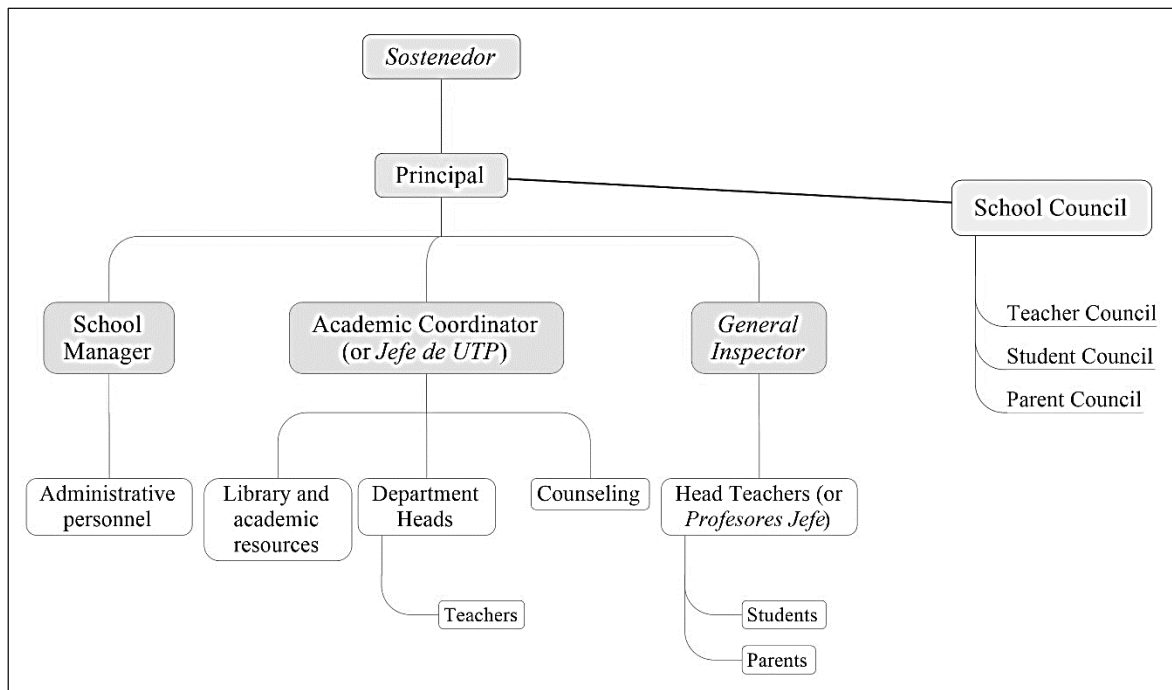 Sostenedor
Principal
School Council
Teacher Council
Student Council
Parent Council
School
Manager
Academic Coordinator
(or Jefe de UTP)
General
Inspector
Administrative
personnel
Library and
academic
resources
Department
Heads
Counseling
Head Teachers (or
Profesores Jefe)
Teachers
Students
Parents